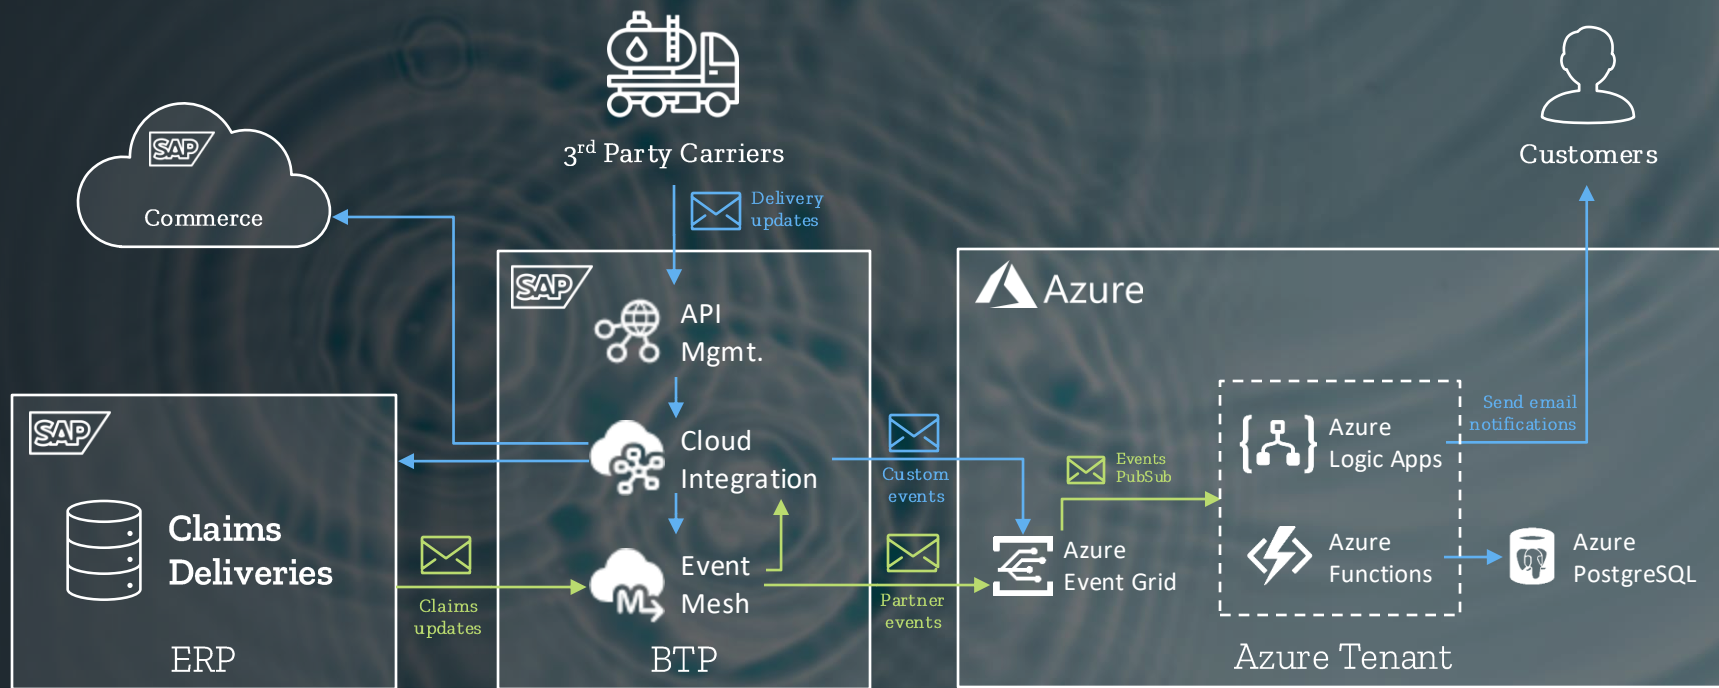 3rd Party Carriers
Customers
SAP
Commerce
Delivery
updates
SAP
API
Mgmt.
Cloud
Integration
Event
Mesh
BTP
SAP
Claims
Deliveries
ERP
Claims
updates
Custom
events
Partner
events
Azure
Azure
Event Grid
Events
PubSub
Azure
Logic Apps
Azure
Functions
Send email
notifications
Azure
PostgreSQL
Azure Tenant
M